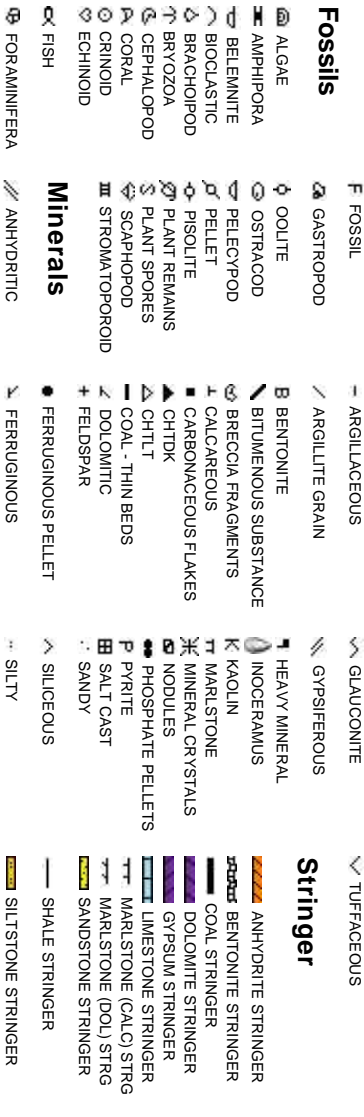 Fossils
ALGAE
AMPHIPORA
BELEMNITE
BIOCLASTIC
BRACHIOPOD
BRYOZOA
CEPHALOPOD
CORAL
CRINOID
ECHINOID
FISH
FORAMINIFERA
F FOSSIL
GASTROPOD
OOLITE
OSTRACOD
PELECYPOD
PELLET
PISOLITE
PLANT REMAINS
PLANT SPORES
SCAPHOPOD
STROMATOPOROID
Minerals
ANHYDRITIC
ARGILLACEOUS
ARGILLITE GRAIN
B BENTONITE
BITUMENOUS SUBSTANCE
BRECCIA FRAGMENTS
CALCAREOUS
CARBONACEOUS FLAKES
CHTDK
CHTLT
COAL - THIN BEDS
DOLOMITIC
FELDSPAR
FERRUGINOUS PELLET
FERRUGINOUS
GLAUCONITE
GYPSIFEROUS
HEAVY MINERAL
INOCERAMUS
K KAOLIN
MARLSTONE
MINERAL CRYSTALS
NODULES
PHOSPHATE PELLETS
P PYRITE
SALT CAST
SANDY
SILICEOUS
SILTY
TUFFACEOUS
Stringer
ANHYDRITE STRINGER
BENTONITE STRINGER
COAL STRINGER
DOLOMITE STRINGER
GYPSUM STRINGER
LIMESTONE STRINGER
MARLSTONE (CALC) STRG
MARLSTONE (DOL) STRG
SANDSTONE STRINGER
SHALE STRINGER
SILTSTONE STRINGER